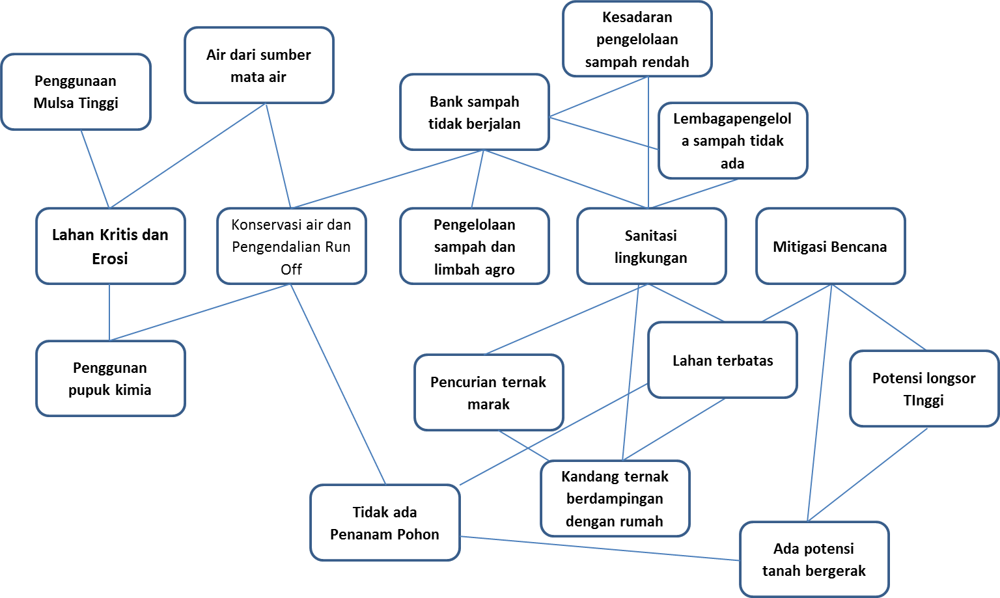 Kesadaran
pengelolaan
sampah rendah
Air dari sumber
mata air
Penggunaan
Mulsa Tinggi
Bank sampah
tidak berjalan
Lembagapengelol
a sampah tidak
ada
Lahan Kritis dan
Erosi
Konservasi air dan
Pengendalian Run
Off
Pengelolaan
sampah dan
limbah agro
Sanitasi
lingkungan
Mitigasi Bencana
Penggunan
pupuk kimia
Pencurian ternak
marak
Lahan terbatas
Potensi longsor
TInggi
Tidak ada
Penanam Pohon
Kandang ternak
berdampingan
dengan rumah
Ada potensi
tanah bergerak